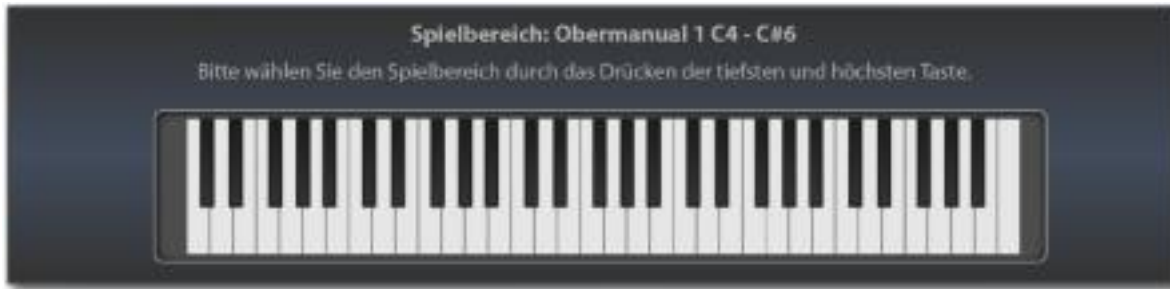 Spielbereich: Obermanual 1 C4 - C#6
Bitte wählen Sie den Spielbereich durch das Drücken der tiefsten und höchsten Taste.